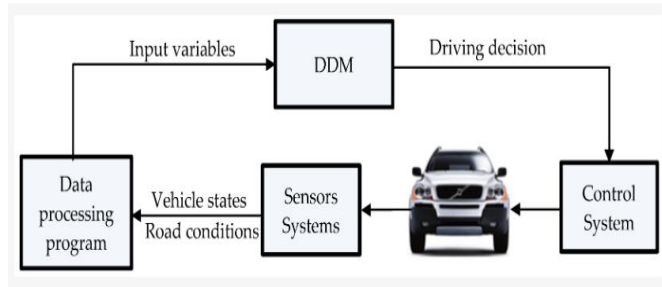 Input variables
DDM
Driving decision
Data
processing
program
Vehicle states
Road conditions
Sensors
Systems
Control
System